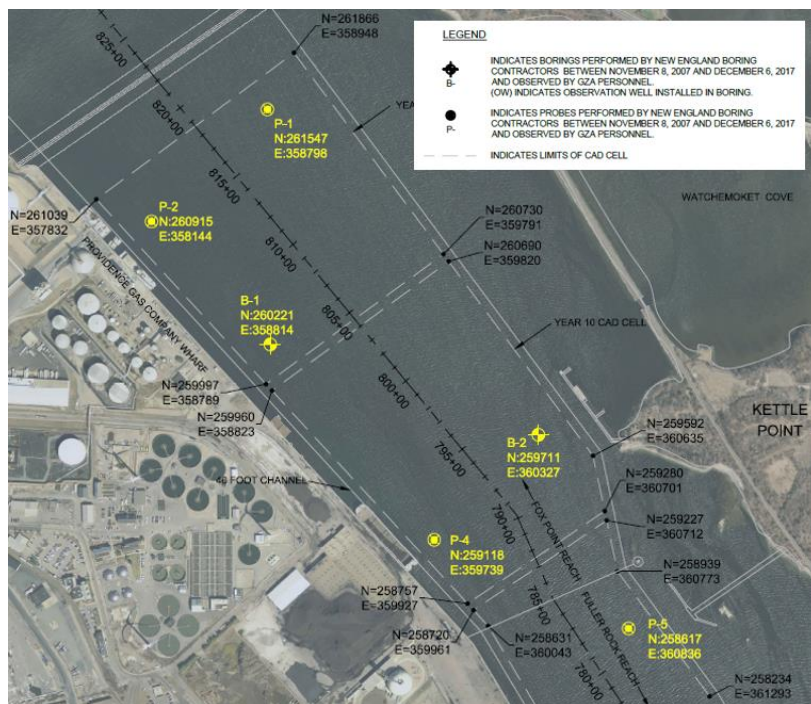 LEGEND
B-
INDICATES BORINGS PERFORMED BY NEW ENGLAND BORING
CONTRACTORS BETWEEN NOVEMBER 8, 2007 AND DECEMBER 6, 2017
AND OBSERVED BY GZA PERSONNEL.
(OW) INDICATES OBSERVATION WELL INSTALLED IN BORING.
P-
INDICATES PROBES PERFORMED BY NEW ENGLAND BORING
CONTRACTORS BETWEEN NOVEMBER 8, 2007 AND DECEMBER 6, 2017
AND OBSERVED BY GZA PERSONNEL.
INDICATES LIMITS OF CAD CELL
N=261866
E=358948
825+00
820+00
YEA
P-1
N:261547
E:358798
815+00
WATCHEMOKET COVE
P-2
N:260915
E:358144
N=261039
E=357832
N=260730
E=359791
N=260690
E=359820
810+00
PROVIDENCE GAS COMPANY WHARF
B-1
N:260221
E:358814
805+00
YEAR 10 CAD CELL
N=259997
E=358789
N=259960
E=358823
800+00
KETTLE
POINT
N=259592
E=360635
B-2
N:259711
E:360327
795+00
N=259280
E=360701
40 FOOT CHANNEL
790+00
FOX POINT REACH
N=259227
E=360712
P-4
N:259118
E:359739
N=258939
E=360773
N=258757
E=359927
785+00
FULLER ROCK REACH
P-5
N:258617
E:360836
N=258720
E=359961
N=258631
E=360043
780+00
N=258234
E=361293